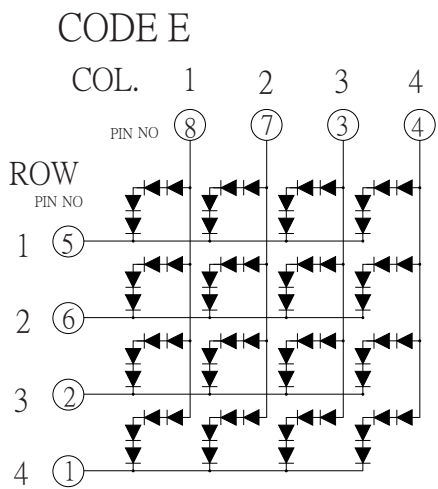 CODE E
COL. 1 2 3 4
PIN NO 8 7 3 4
ROW
PIN NO
1 5
2 6
3 2
4 1